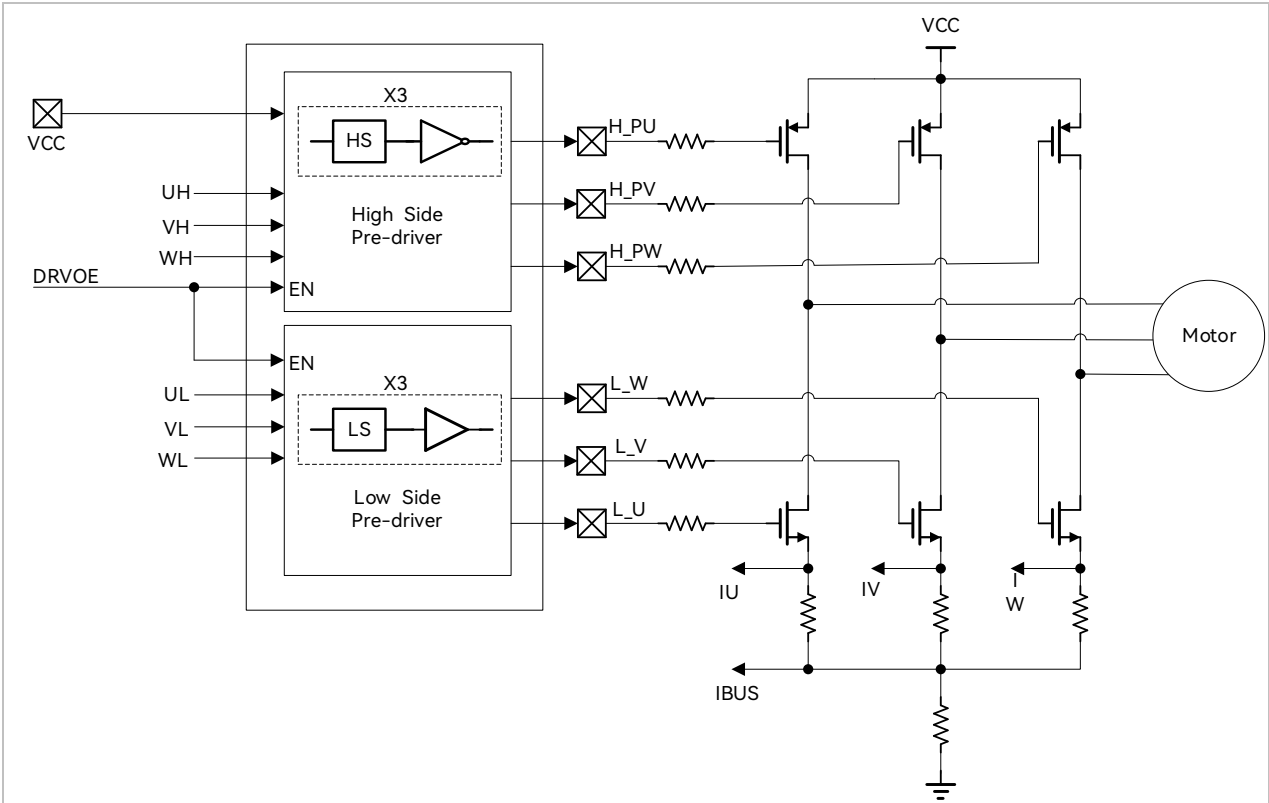 VCC
X3
HS
High Side
Pre-driver
VCC
UH
VH
WH
DRVOE
EN
H_PU
H_PV
H_PW
Motor
EN
X3
LS
Low Side
Pre-driver
UL
VL
WL
L_W
L_V
L_U
IU
IV
I
W
IBUS